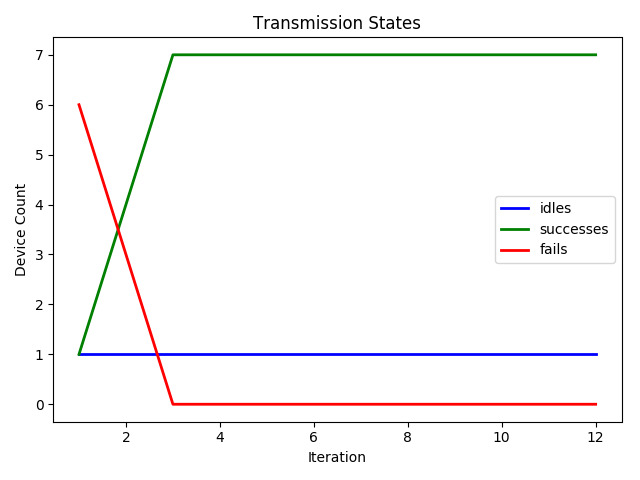 Transmission States
Device Count
7
6
5
4
3
2
1
0
idles
successes
fails
2 4 6 8 10 12
Iteration